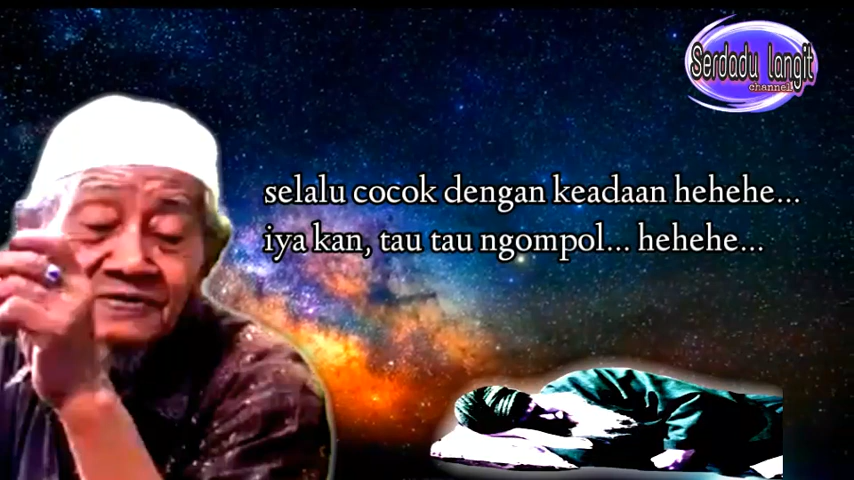 Serdadu langit
channel
selalu cocok dengan keadaan hehehe...
iya kan, tau tau ngompol... hehehe...